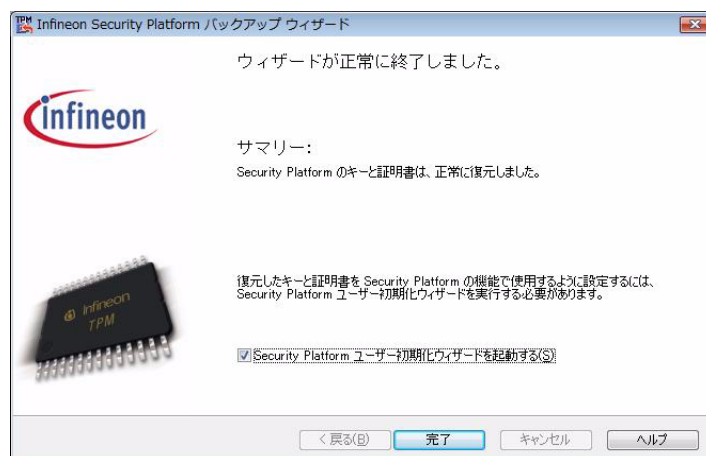 Infineon Security Platform バックアップ ウィザード
ウィザードが正常に終了しました。
infineon
サマリー:
Security Platform のキーと証明書は、正常に復元しました。
復元したキーと証明書を Security Platform の機能で使用するように設定するには、
Security Platform ユーザー初期化ウィザードを実行する必要があります。
infineon
TPM
Security Platform ユーザー初期化ウィザードを起動する(S)
< 戻る(B)
完了
キャンセル
ヘルプ